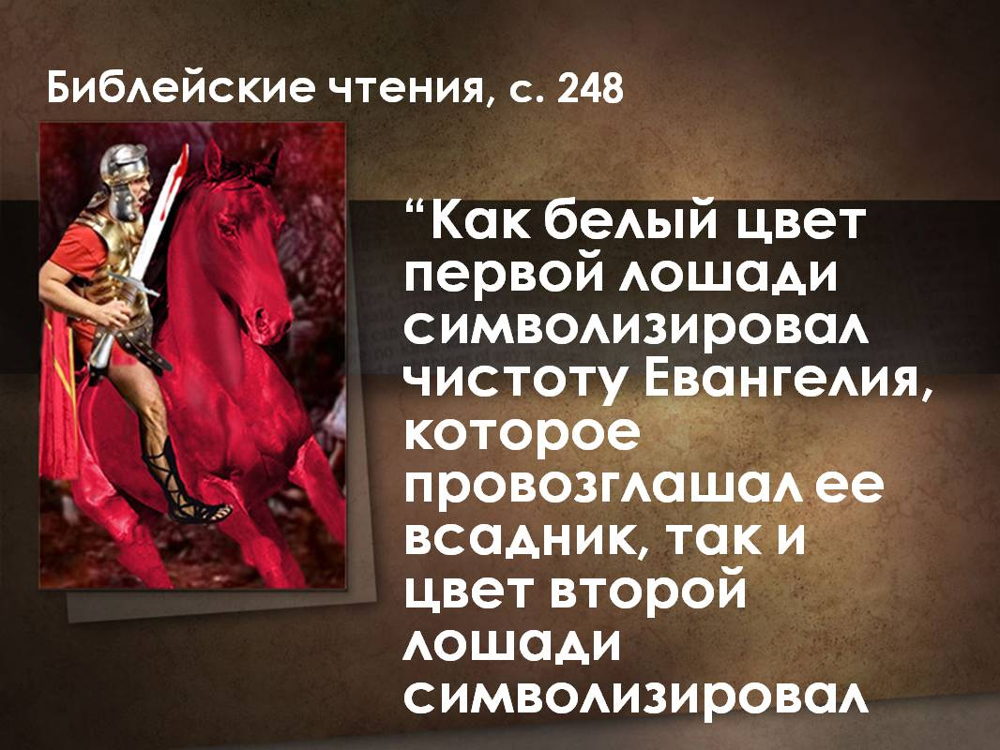 Библейские чтения, с. 248
“Как белый цвет
первой лошади
символизировал
чистоту Евангелия,
которое
провозглашал ее
всадник, так и
цвет второй
лошади
символизировал